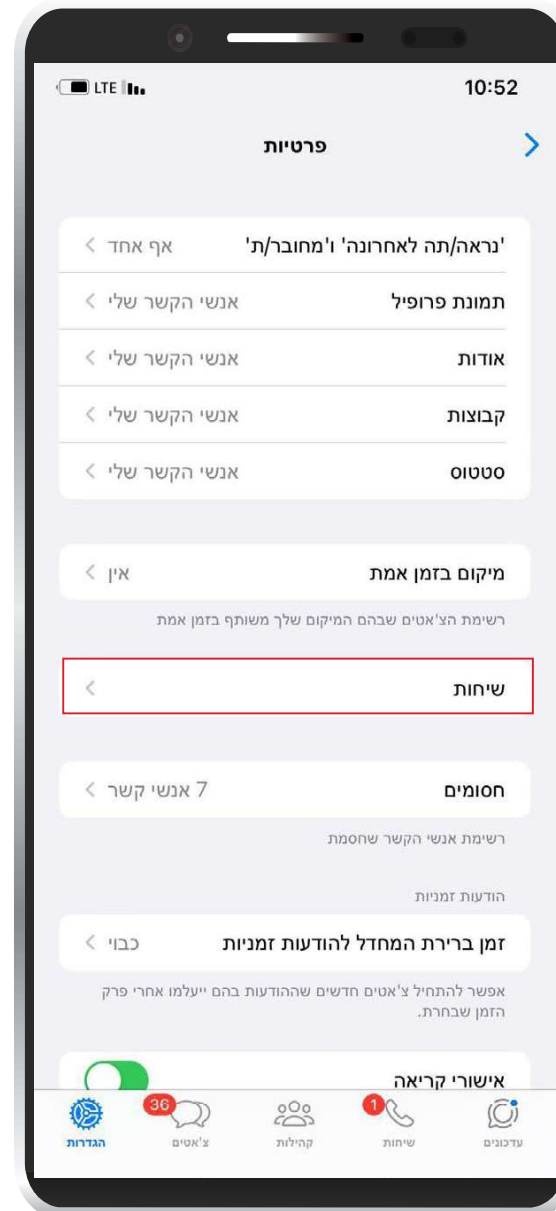 10:52 LTE
פרטיות
'נראה/תה לאחרונה' ו'מחובר/ת' אף אחד
תמונת פרופיל אנשי הקשר שלי
אודות אנשי הקשר שלי
קבוצות אנשי הקשר שלי
סטטוס אנשי הקשר שלי
מיקום בזמן אמת אין
רשימת הצ'אטים שבהם המיקום שלך משותף בזמן אמת
שיחות
חסומים 7 אנשי קשר
רשימת אנשי הקשר שחסמת
הודעות זמניות
זמן ברירת המחדל להודעות זמניות כבוי
אפשר להתחיל צ'אטים חדשים שההודעות בהם ייעלמו אחרי פרק
הזמן שבחרת.
אישורי קריאה
1 36
עדכונים שיחות קהילות צ'אטים הגדרות